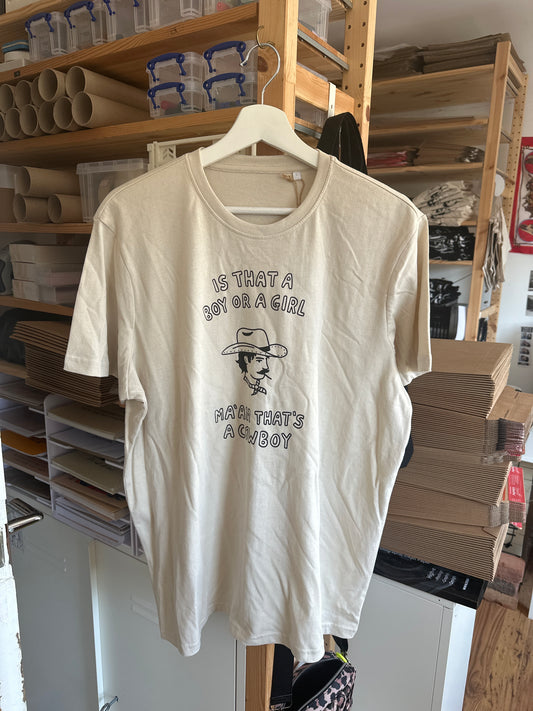 IS THAT A
BOY OR A GIRL
MA'AM THAT'S
A COWBOY